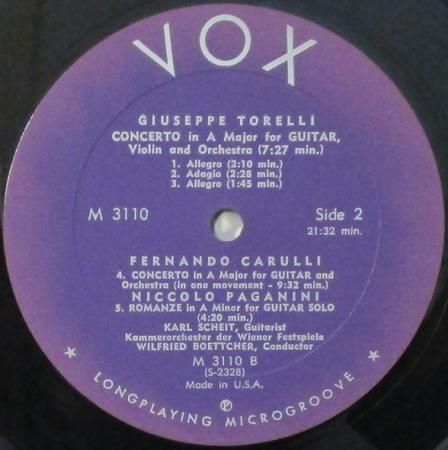 VOX
GIUSEPPE TORELLI
CONCERTO in A Major for GUITAR,
Violin and Orchestra (7:27 min.)
1. Allegro (2:10 min.)
2. Adagio (2:28 min.)
3. Allegro (1:45 min.)
M 3110
Side 2
21:32 min.
FERNANDO CARULLI
4. CONCERTO in A Major for GUITAR and
Orchestra (in one movement - 9:32 min.)
NICCOLO PAGANINI
5. ROMANZE in A Minor for GUITAR SOLO
(4:20 min.)
KARL SCHEIT, Guitarist
Kammerorchester der Wiener Festspiele
WILFRIED BOETTCHER, Conductor
M 3110 B
(S-2328)
Made in U.S.A.
℗
★ LONGPLAYING MICROGROOVE ★